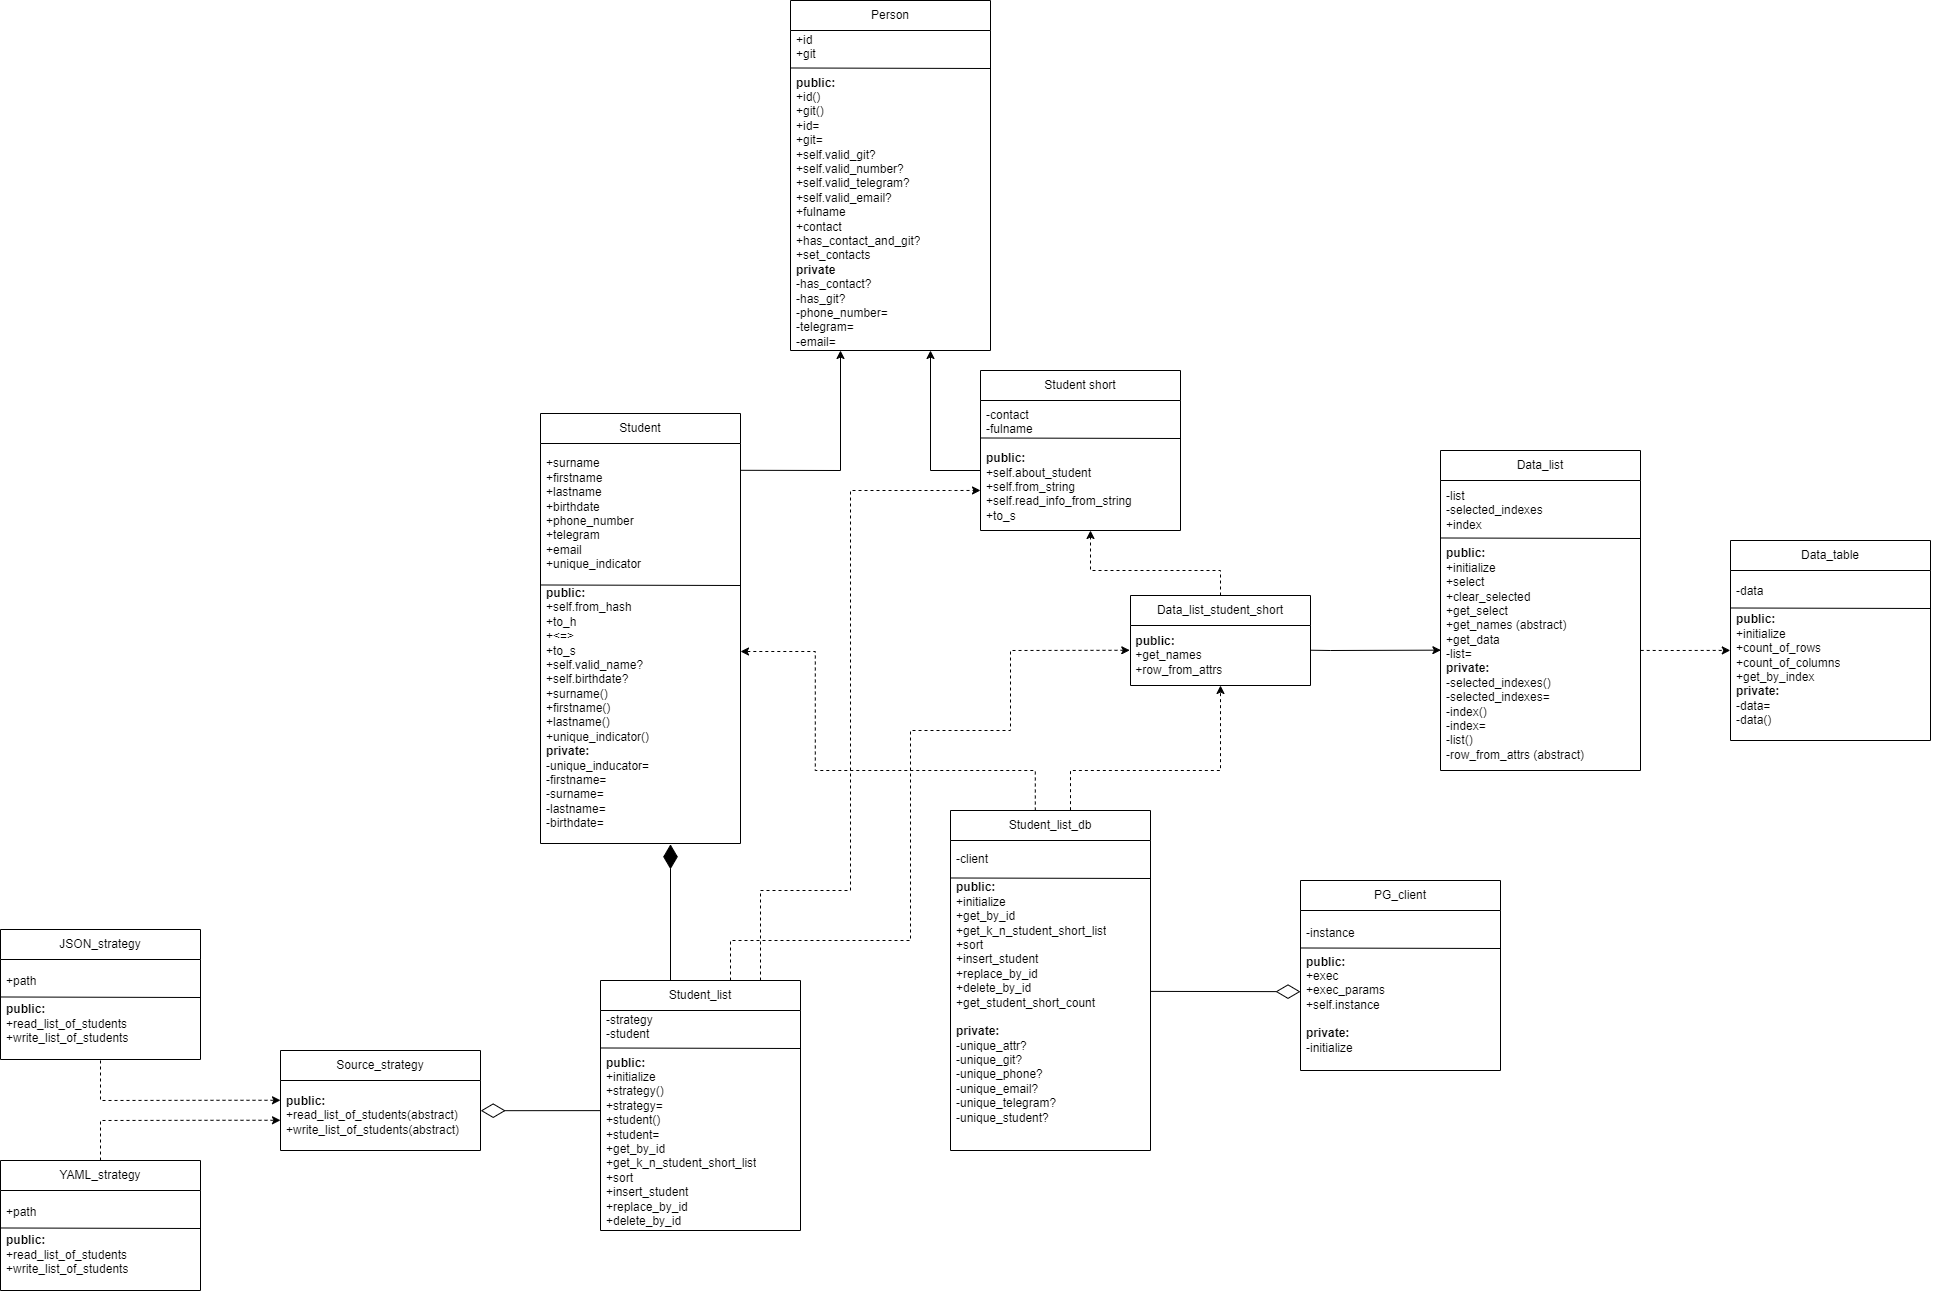 Person
+id
+git
public:
+id()
+git()
+id=
+git=
+self.valid_git?
+self.valid_number?
+self.valid_telegram?
+self.valid_email?
+fulname
+contact
+has_contact_and_git?
+set_contacts
private
-has_contact?
-has_git?
-phone_number=
-telegram=
-email=
Student short
-contact
-fulname
public:
+self.about_student
+self.from_string
+self.read_info_from_string
+to_s
Student
+surname
+firstname
+lastname
+birthdate
+phone_number
+telegram
+email
+unique_indicator
public:
+self.from_hash
+to_h
+<=>
+to_s
+self.valid_name?
+self.birthdate?
+surname()
+firstname()
+lastname()
+unique_indicator()
private:
-unique_inducator=
-firstname=
-surname=
-lastname=
-birthdate=
Data_list
-list
-selected_indexes
+index
public:
+initialize
+select
+clear_selected
+get_select
+get_names (abstract)
+get_data
-list=
private:
-selected_indexes()
-selected_indexes=
-index()
-index=
-list()
-row_from_attrs (abstract)
Data_table
-data
public:
+initialize
+count_of_rows
+count_of_columns
+get_by_index
private:
-data=
-data()
Data_list_student_short
public:
+get_names
+row_from_attrs
Student_list_db
-client
public:
+initialize
+get_by_id
+get_k_n_student_short_list
+sort
+insert_student
+replace_by_id
+delete_by_id
+get_student_short_count
private:
-unique_attr?
-unique_git?
-unique_phone?
-unique_email?
-unique_telegram?
-unique_student?
PG_client
-instance
public:
+exec
+exec_params
+self.instance
private:
-initialize
JSON_strategy
+path
public:
+read_list_of_students
+write_list_of_students
Source_strategy
public:
+read_list_of_students(abstract)
+write_list_of_students(abstract)
Student_list
-strategy
-student
public:
+initialize
+strategy()
+strategy=
+student()
+student=
+get_by_id
+get_k_n_student_short_list
+sort
+insert_student
+replace_by_id
+delete_by_id
YAML_strategy
+path
public:
+read_list_of_students
+write_list_of_students